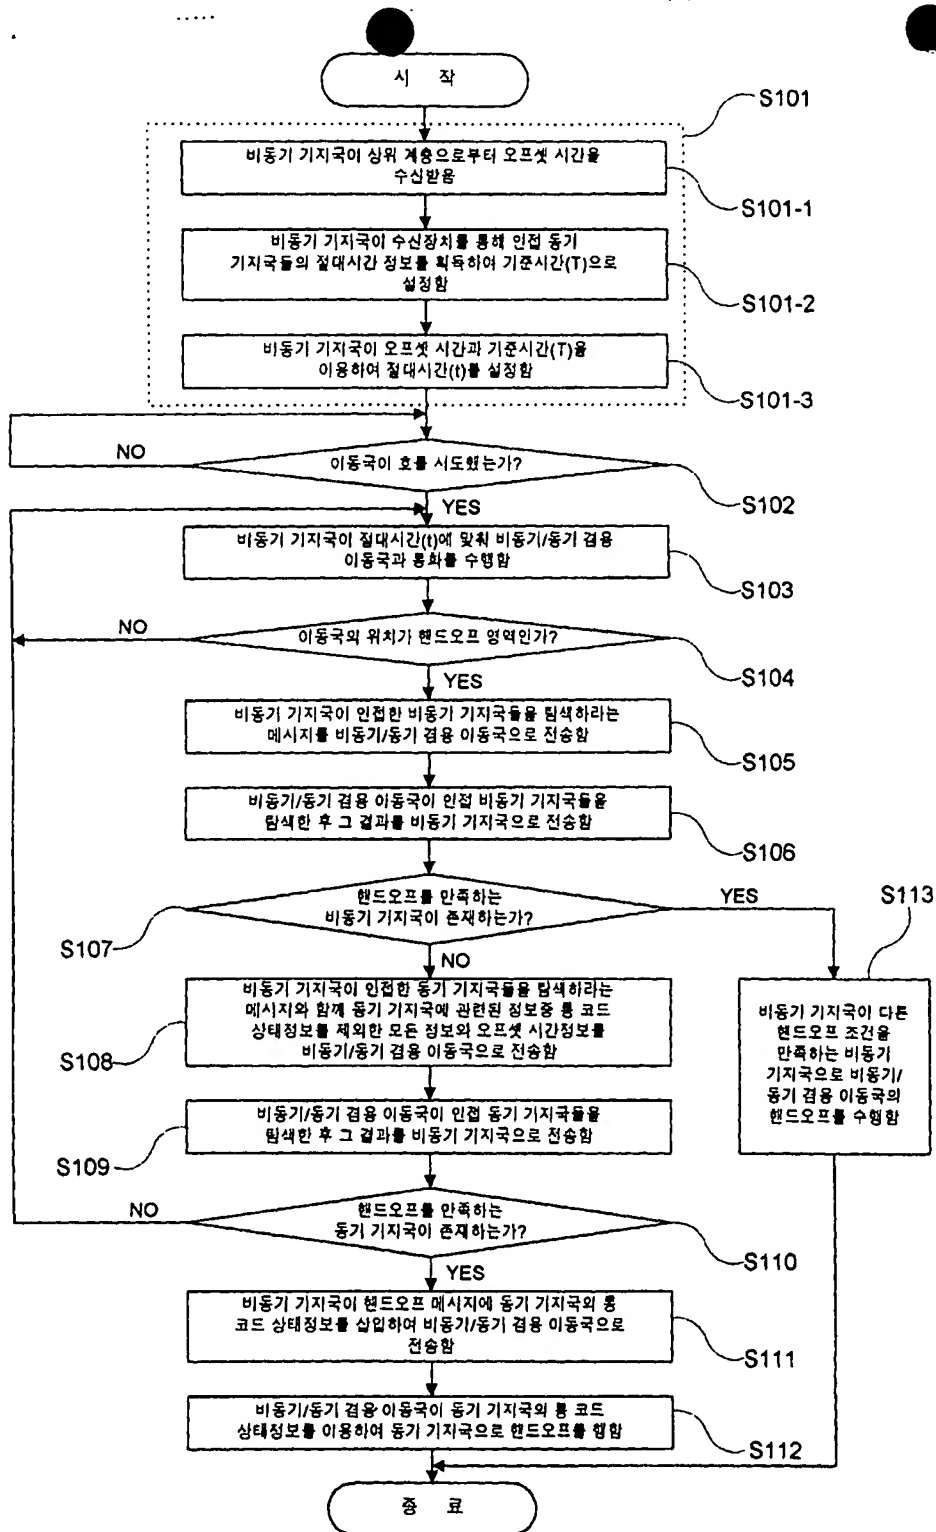 시 작
S101
비동기 기지국이 상위 계층으로부터 오프셋 시간을
수신받음
S101-1
비동기 기지국이 수신장치를 통해 인접 동기
기지국들의 절대시간 정보를 획득하여 기준시간(T)으로
설정함
S101-2
비동기 기지국이 오프셋 시간과 기준시간(T)을
이용하여 절대시간(t)를 설정함
S101-3
NO
이동국이 호를 시도했는가?
S102
YES
비동기 기지국이 절대시간(t)에 맞춰 비동기/동기 겸용
이동국과 통화를 수행함
S103
NO
이동국의 위치가 핸드오프 영역인가?
S104
YES
비동기 기지국이 인접한 비동기 기지국들을 탐색하라는
메시지를 비동기/동기 겸용 이동국으로 전송함
S105
비동기/동기 겸용 이동국이 인접 비동기 기지국들을
탐색한 후 그 결과를 비동기 기지국으로 전송함
S106
핸드오프를 만족하는
비동기 기지국이 존재하는가?
YES
S113
S107
NO
비동기 기지국이 인접한 동기 기지국들을 탐색하라는
메시지와 함께 동기 기지국에 관련된 정보중 롱 코드
상태정보를 제외한 모든 정보와 오프셋 시간정보를
비동기/동기 겸용 이동국으로 전송함
S108
비동기 기지국이 다른
핸드오프 조건을
만족하는 비동기
기지국으로 비동기/
동기 겸용 이동국의
핸드오프를 수행함
비동기/동기 겸용 이동국이 인접 동기 기지국들을
탐색한 후 그 결과를 비동기 기지국으로 전송함
S109
NO
핸드오프를 만족하는
동기 기지국이 존재하는가?
S110
YES
비동기 기지국이 핸드오프 메시지에 동기 기지국의 롱
코드 상태정보를 삽입하여 비동기/동기 겸용 이동국으로
전송함
S111
비동기/동기 겸용 이동국이 동기 기지국의 롱 코드
상태정보를 이용하여 동기 기지국으로 핸드오프를 행함
S112
종 료